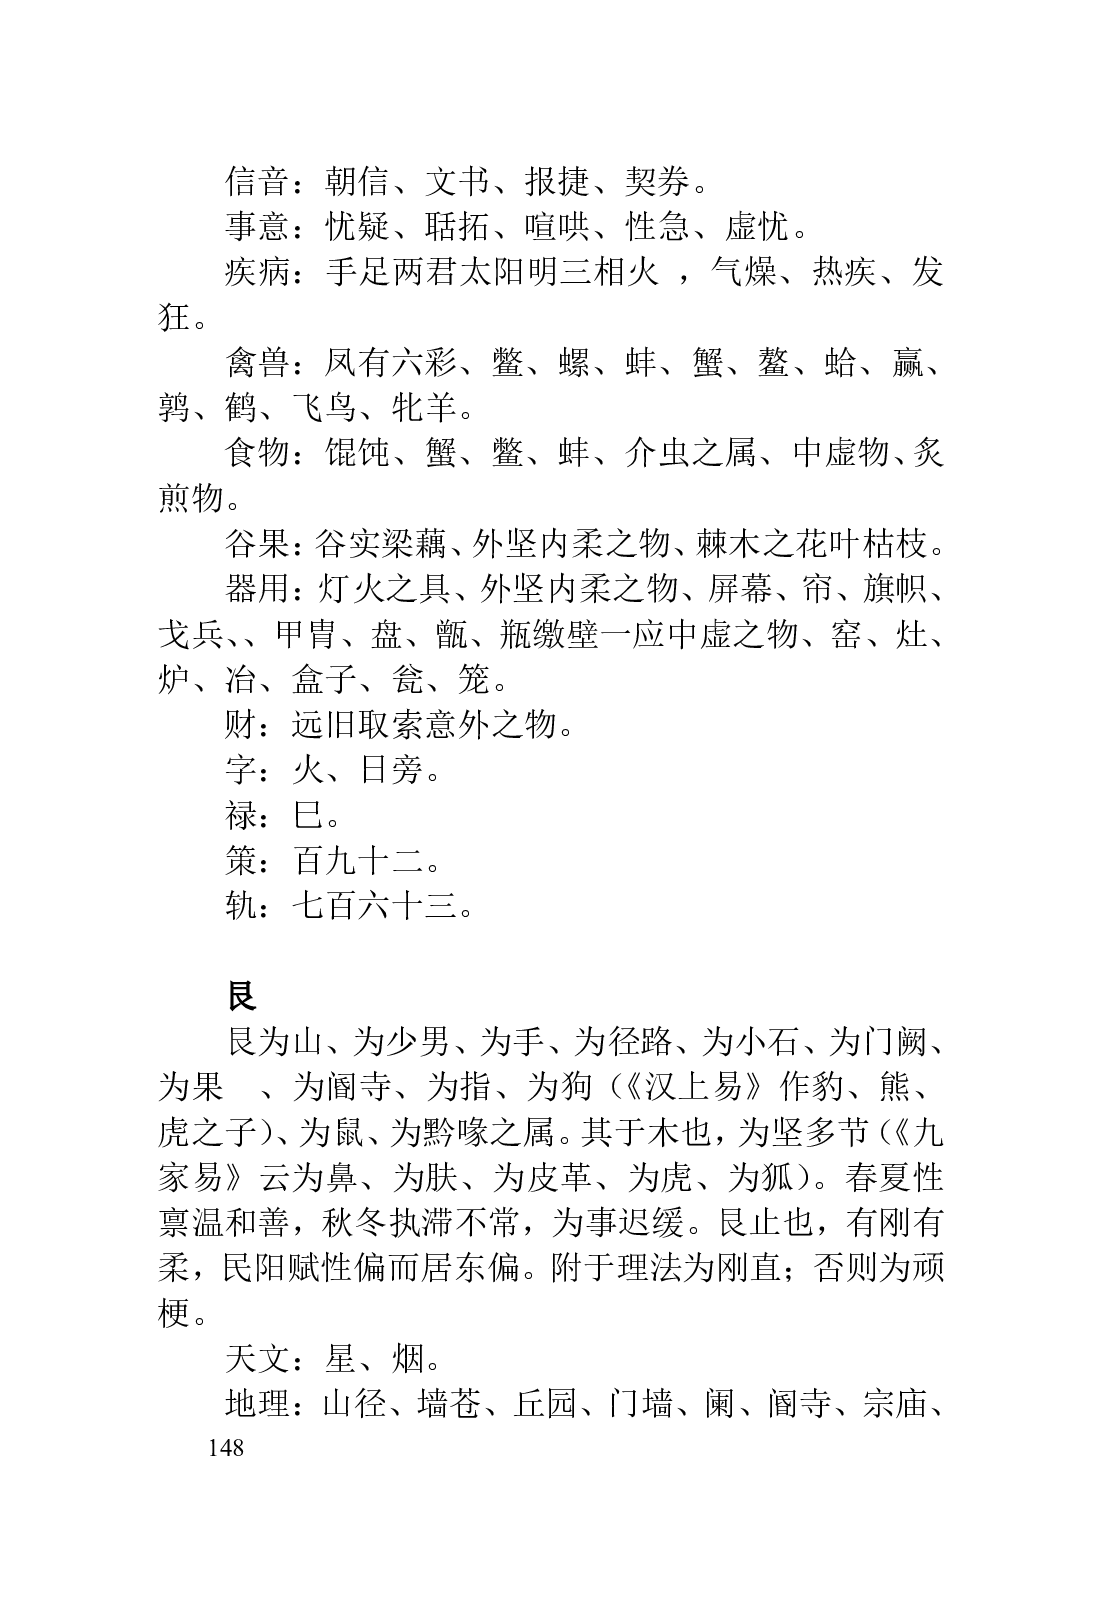 信音：朝信、文书、报捷、契券。
事意：忧疑、聒拓、喧哄、性急、虚忧。
疾病：手足两君太阳明三相火 ，气燥、热疾、发
狂。
禽兽：凤有六彩、鳖、螺、蚌、蟹、鳌、蛤、赢、
鹑、鹤、飞鸟、牝羊。
食物：馄饨、蟹、鳖、蚌、介虫之属、中虚物、炙
煎物。
谷果：谷实梁藕、外坚内柔之物、棘木之花叶枯枝。
器用：灯火之具、外坚内柔之物、屏幕、帘、旗帜、
戈兵、、甲胄、盘、甑、瓶缴壁一应中虚之物、窑、灶、
炉、冶、盒子、瓮、笼。
财：远旧取索意外之物。
字：火、日旁。
禄：巳。
策：百九十二。
轨：七百六十三。
艮
艮为山、为少男、为手、为径路、为小石、为门阙、
为果 、为阍寺、为指、为狗（《汉上易》作豹、熊、
虎之子）、为鼠、为黔喙之属。其于木也，为坚多节（《九
家易》云为鼻、为肤、为皮革、为虎、为狐）。春夏性
禀温和善，秋冬执滞不常，为事迟缓。艮止也，有刚有
柔，民阳赋性偏而居东偏。附于理法为刚直；否则为顽
梗。
天文：星、烟。
地理：山径、墙苍、丘园、门墙、阑、阍寺、宗庙、
148